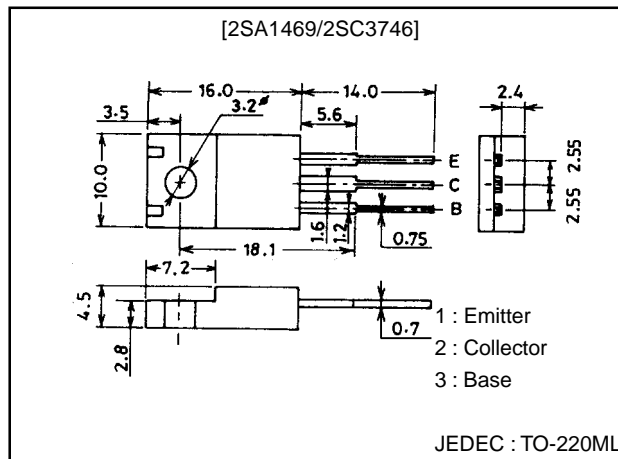 [2SA1469/2SC3746]
16.0 14.0
3.5 3.2ø 5.6 2.4
10.0
E
C
B
2.55
2.55
1.6 1.2
0.75
18.1
7.2
4.5
2.8
0.7
1 : Emitter
2 : Collector
3 : Base
JEDEC : TO-220ML